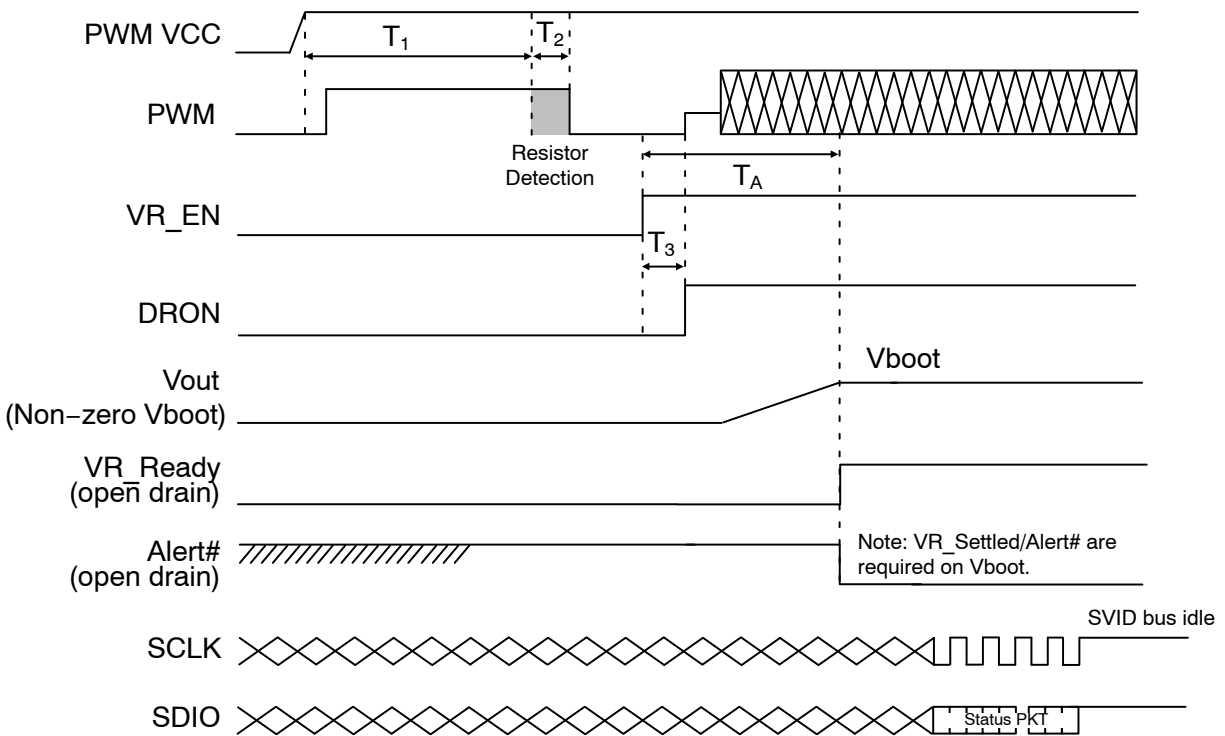 PWM VCC
T1
T2
PWM
Resistor
Detection
TA
VR_EN
T3
DRON
Vboot
Vout
(Non−zero Vboot)
VR_Ready
(open drain)
Alert#
(open drain)
Note: VR_Settled/Alert# are
required on Vboot.
SVID bus idle
SCLK
SDIO
Status PKT